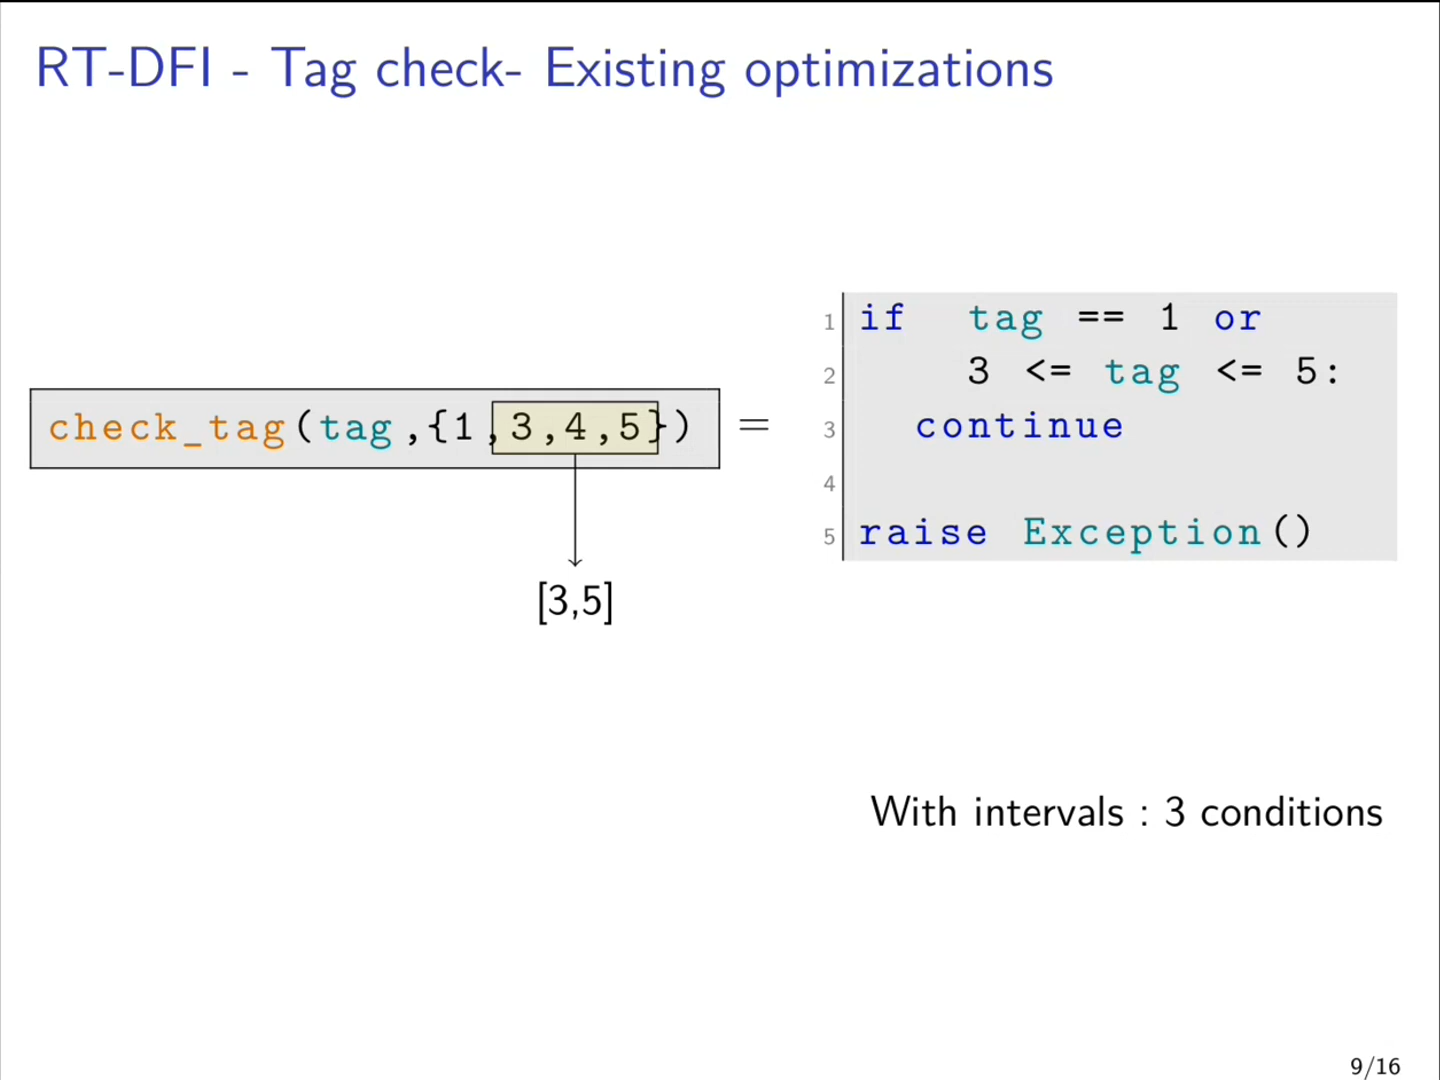 RT-DFI - Tag check- Existing optimizations
check_tag(tag,{1,3,4,5})
=
[3,5]
1 if tag == 1 or
2 3 <= tag <= 5:
3 continue
4
5 raise Exception()
With intervals : 3 conditions
9/16